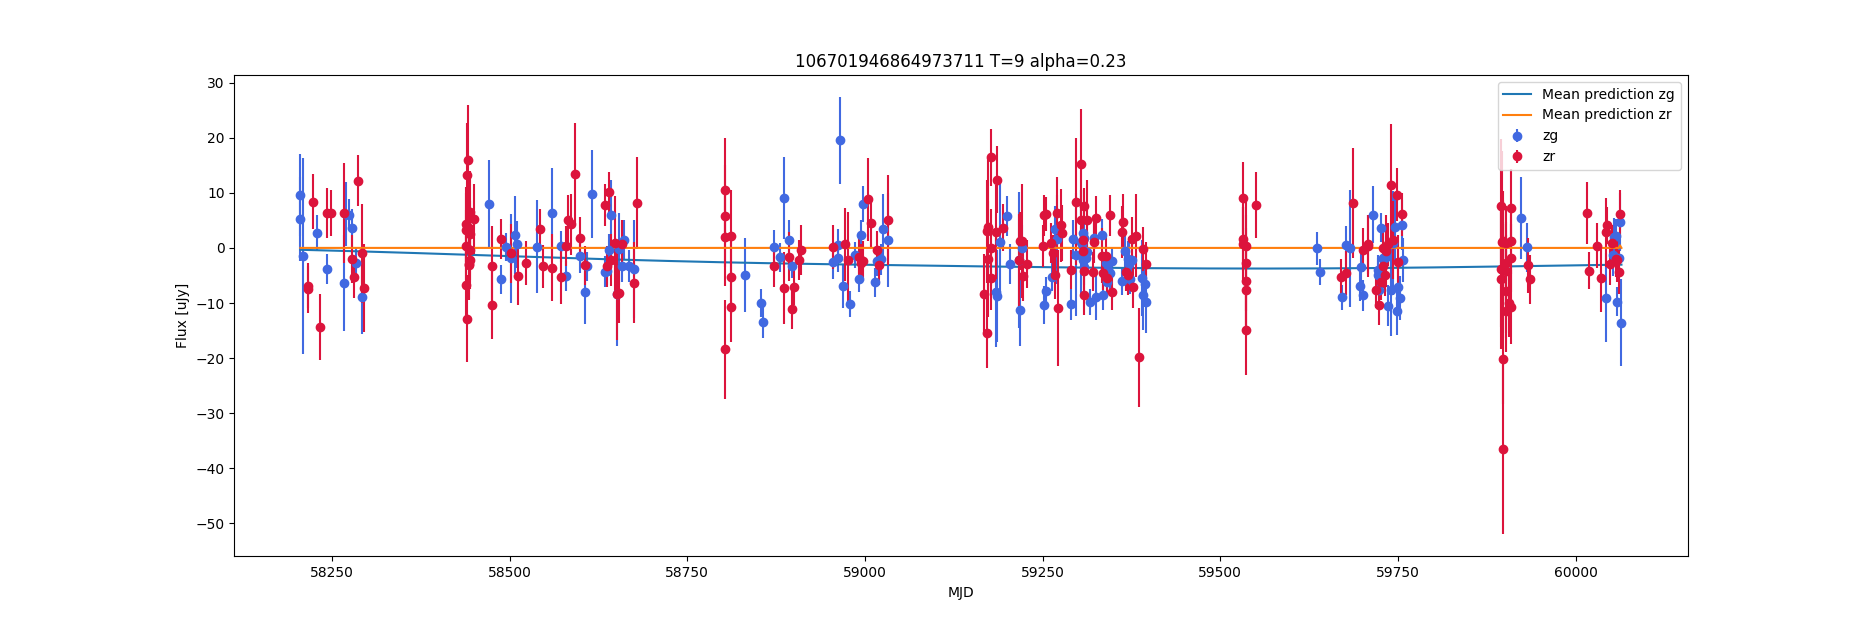 106701946864973711 T=9 alpha=0.23
Flux [uJy]
30
20
10
0
−10
−20
−30
−40
−50
Mean prediction zg
Mean prediction zr
zg
zr
58250 58500 58750 59000 59250 59500 59750 60000
MJD